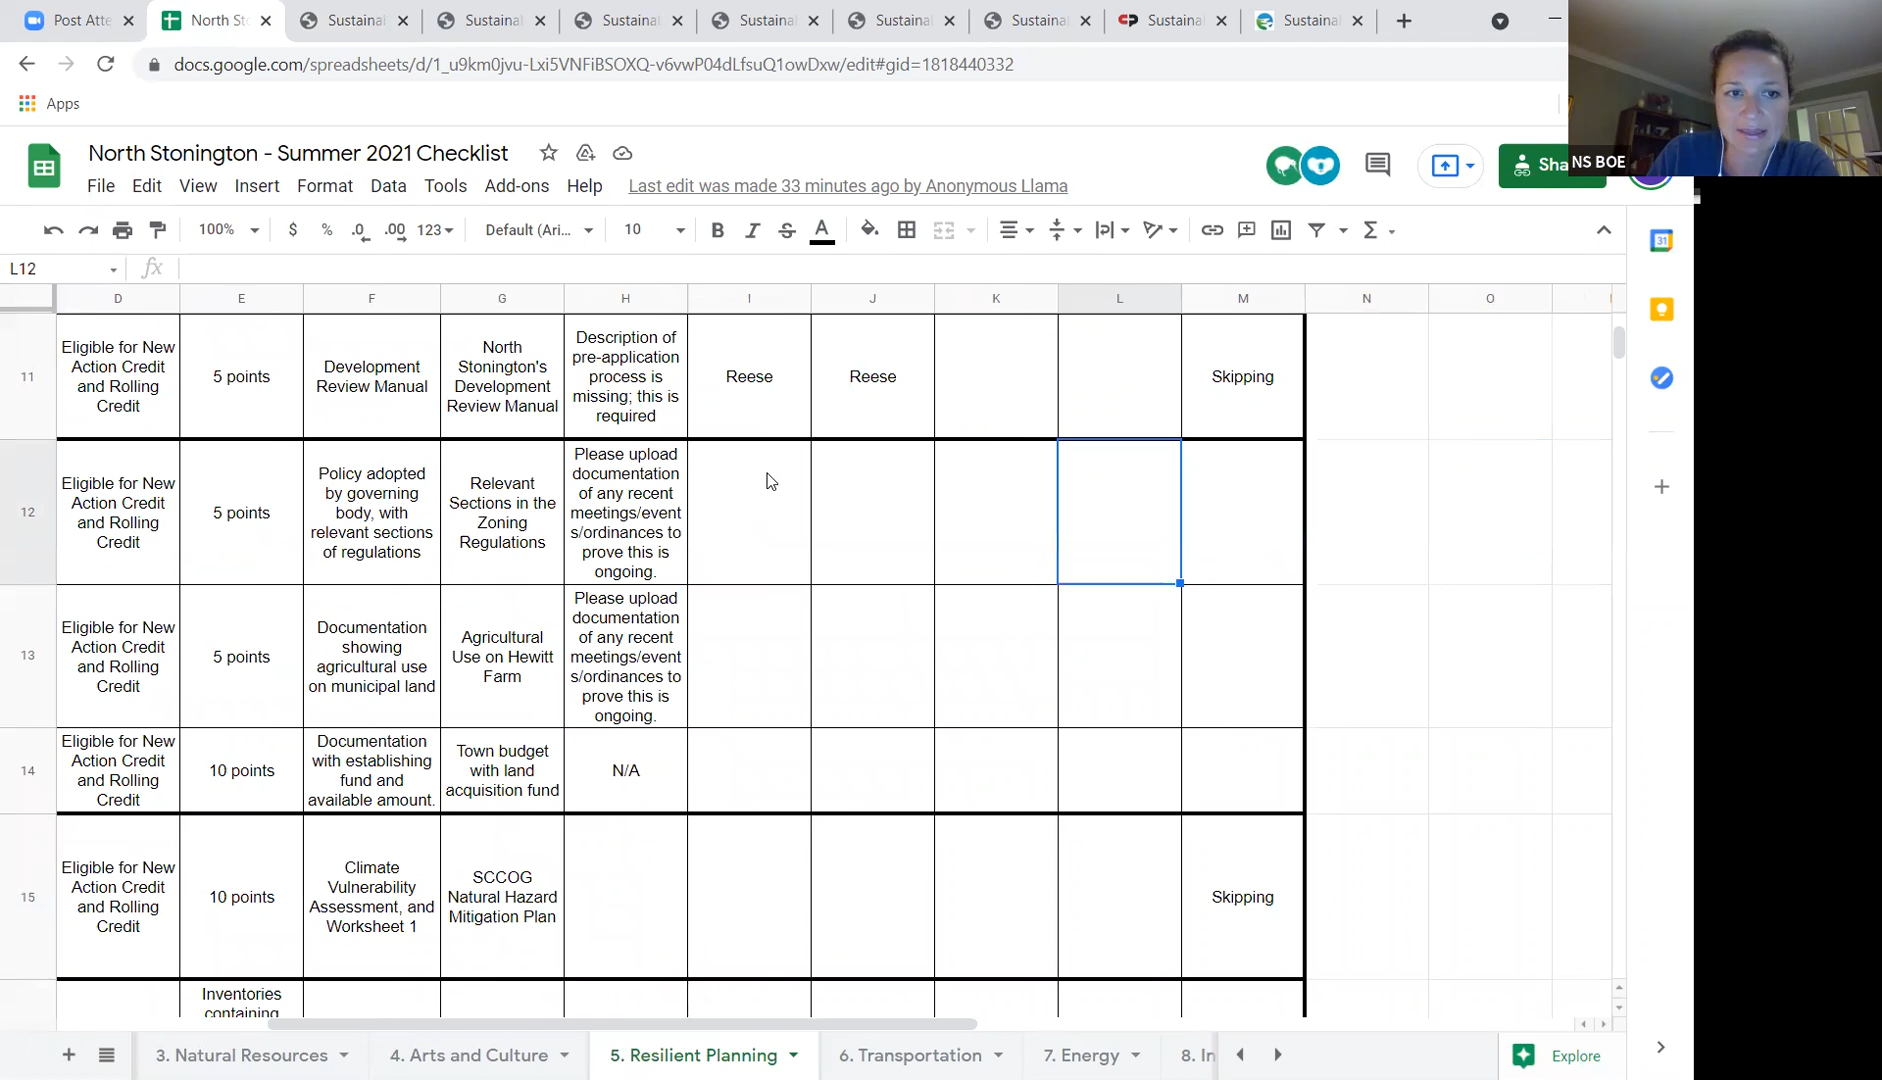 Post Atte
North Sto
Sustainal
Sustainal
Sustainal
Sustainal
Sustainal
Sustainal
Sustainal
Sustainal
docs.google.com/spreadsheets/d/1_u9km0jvu-Lxi5VNFiBSOXQ-v6vwP04dLfsuQ1owDxw/edit#gid=1818440332
Apps
NS BOE
North Stonington - Summer 2021 Checklist
Sha
File Edit View Insert Format Data Tools Add-ons Help Last edit was made 33 minutes ago by Anonymous Llama
100% $ % .0 .00 123 Default (Ari... 10 B I S A Σ
L12 fx
D E F G H I J K L M N O
11
Eligible for New
Action Credit
and Rolling
Credit
5 points
Development
Review Manual
North
Stonington's
Development
Review Manual
Description of
pre-application
process is
missing; this is
required
Reese
Reese
Skipping
12
Eligible for New
Action Credit
and Rolling
Credit
5 points
Policy adopted
by governing
body, with
relevant sections
of regulations
Relevant
Sections in the
Zoning
Regulations
Please upload
documentation
of any recent
meetings/event
s/ordinances to
prove this is
ongoing.
13
Eligible for New
Action Credit
and Rolling
Credit
5 points
Documentation
showing
agricultural use
on municipal land
Agricultural
Use on Hewitt
Farm
Please upload
documentation
of any recent
meetings/event
s/ordinances to
prove this is
ongoing.
14
Eligible for New
Action Credit
and Rolling
Credit
10 points
Documentation
with establishing
fund and
available amount.
Town budget
with land
acquisition fund
N/A
15
Eligible for New
Action Credit
and Rolling
Credit
10 points
Climate
Vulnerability
Assessment, and
Worksheet 1
SCCOG
Natural Hazard
Mitigation Plan
Skipping
Inventories
containing
3. Natural Resources 4. Arts and Culture 5. Resilient Planning 6. Transportation 7. Energy 8. In
Explore
31